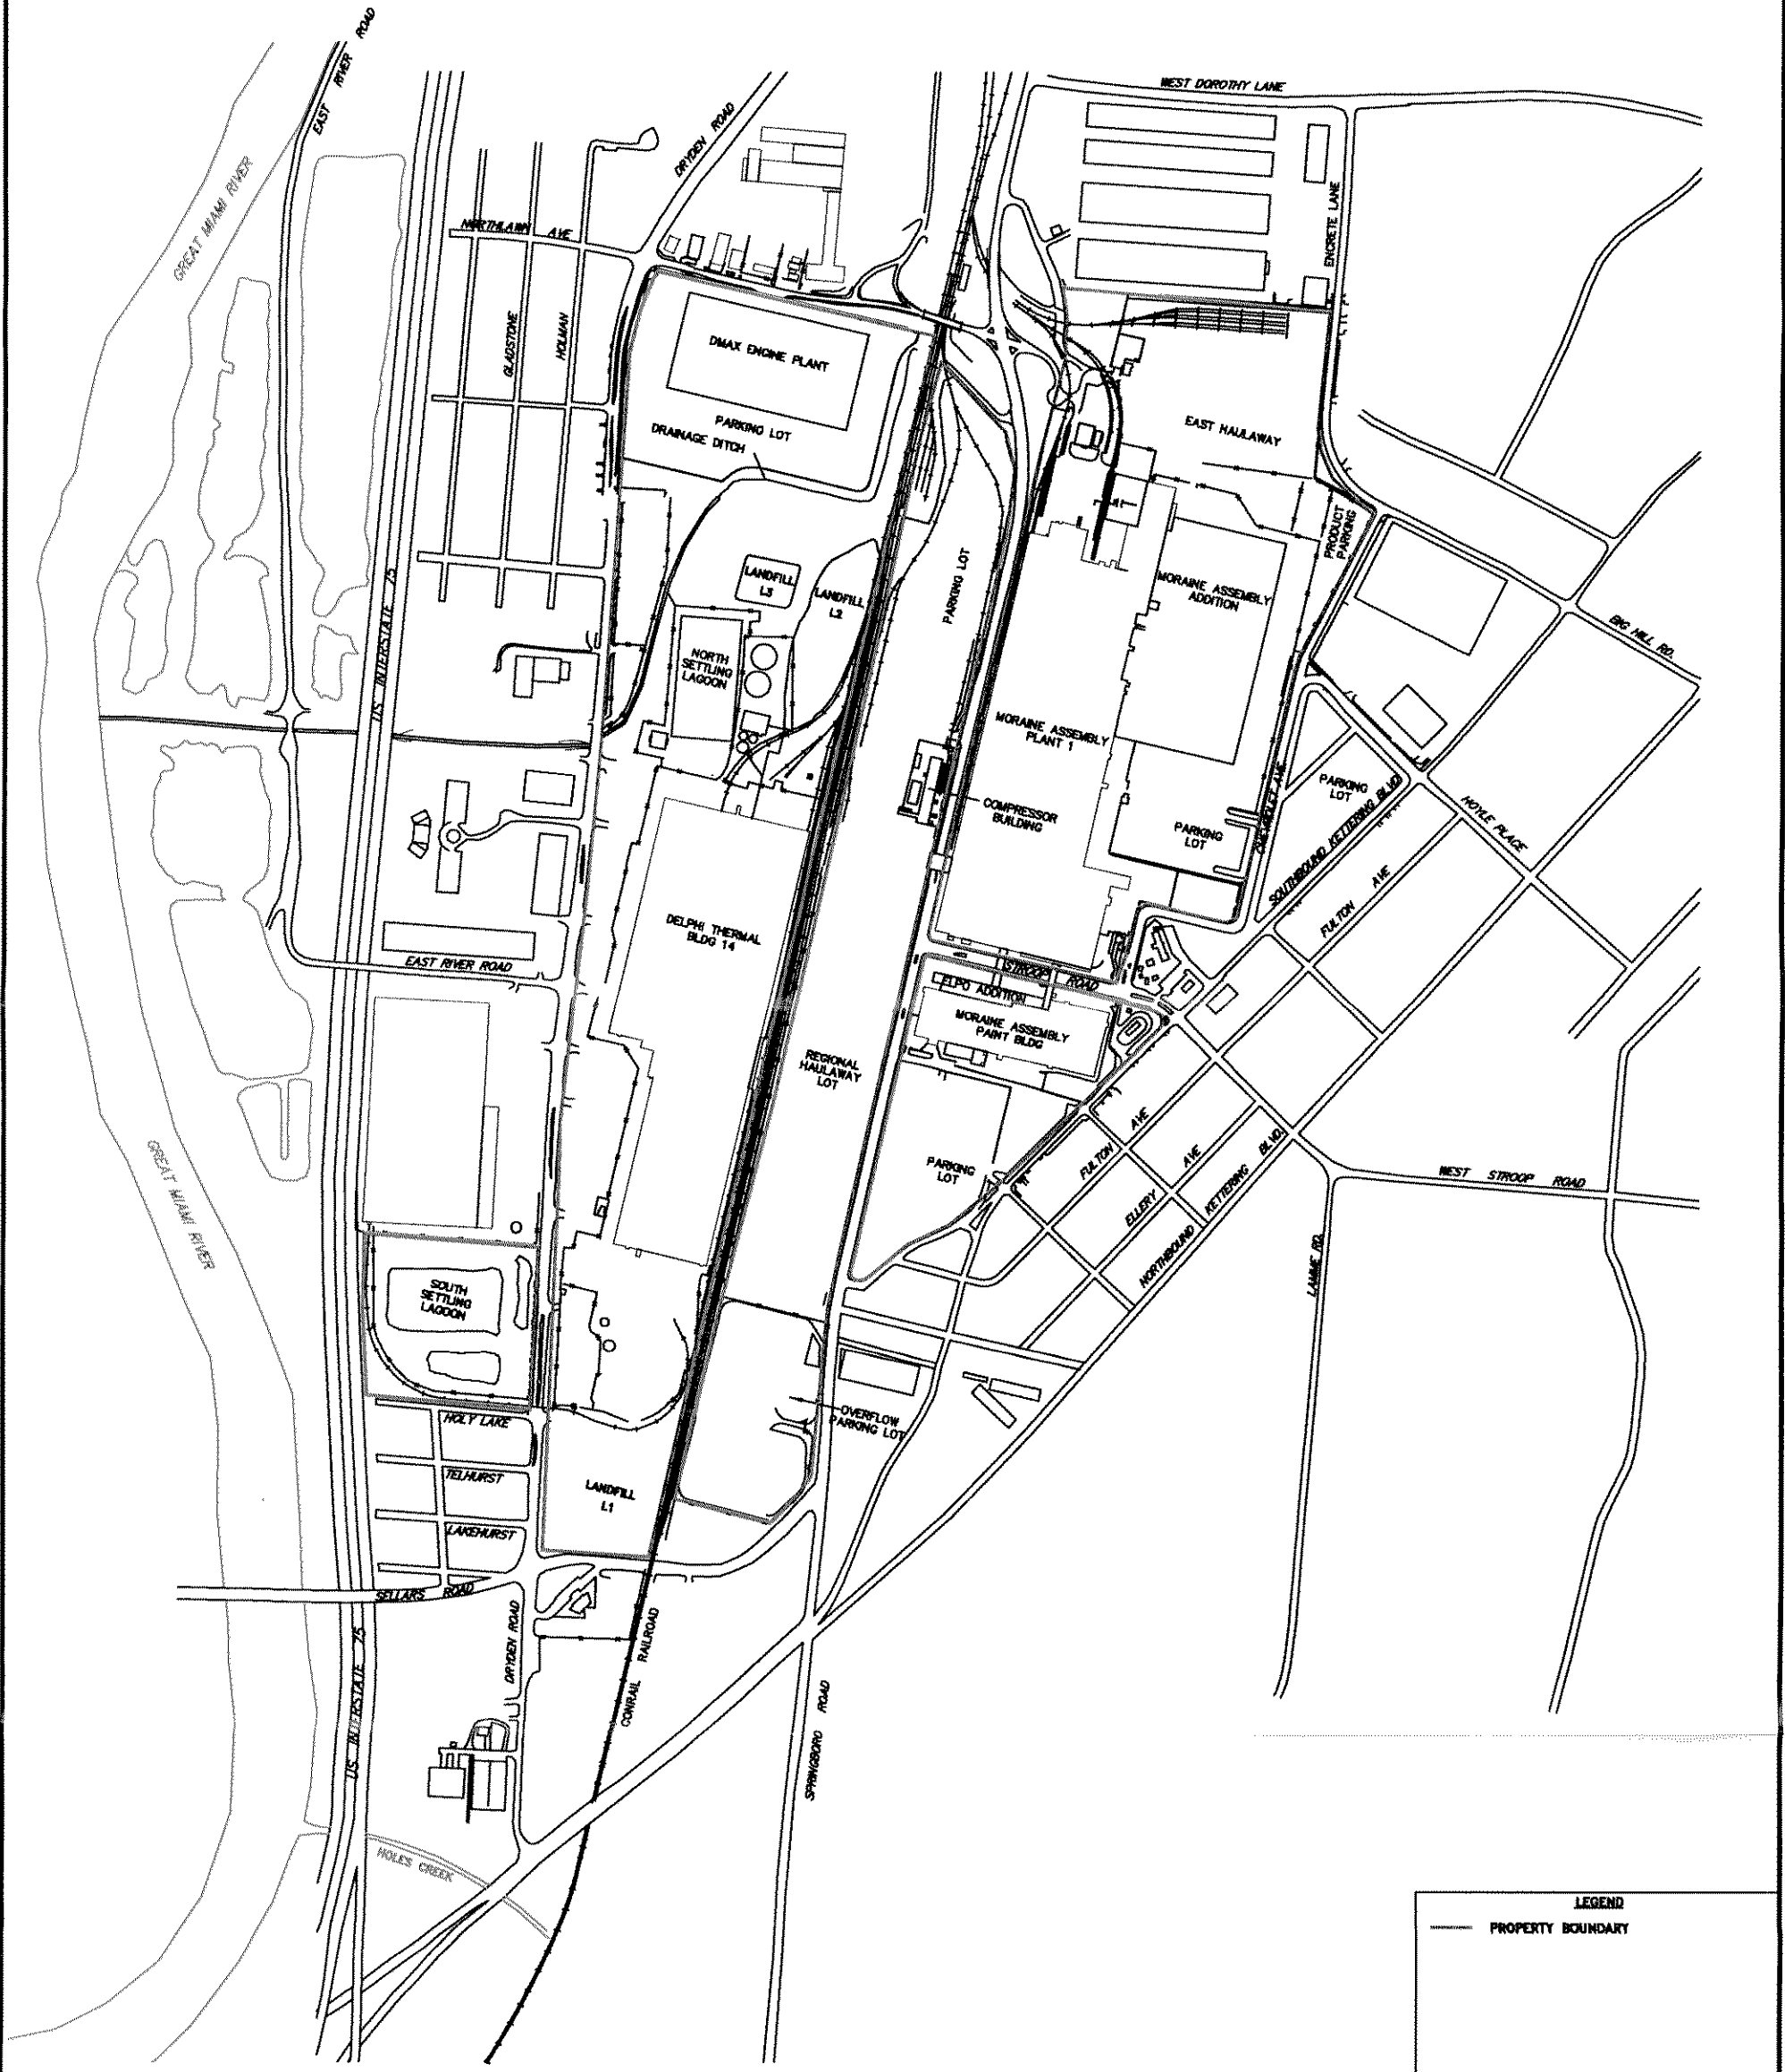 EAST RIVER ROAD
WEST DOROTHY LANE
DRYDEN ROAD
GREAT MIAMI RIVER
NORTHLAWN AVE
ENCRETE LANE
GLADSTONE
HOLMAN
DMAX ENGINE PLANT
PARKING LOT
DRAINAGE DITCH
EAST HAULAWAY
PRODUCT
PARKING
LANDFILL
L3
LANDFILL
L2
PARKING LOT
MORAINE ASSEMBLY
ADDITION
US INTERSTATE 75
BIG HILL RD.
NORTH
SETTLING
LAGOON
MORAINE ASSEMBLY
PLANT 1
PARKING
LOT
COMPRESSOR
BUILDING
PARKING
LOT
CHEVROLET AVE
SOUTHBOUND KETTERING BLVD.
HOYLE PLACE
FULTON AVE
DELPHI THERMAL
BLDG 14
EAST RIVER ROAD
STROOP ROAD
ELPO ADDITION
MORAINE ASSEMBLY
PAINT BLDG
REGIONAL
HAULAWAY
LOT
PARKING
LOT
FULTON AVE
ELLERY AVE
NORTHBOUND KETTERING BLVD.
WEST STROOP ROAD
LAMME RD.
GREAT MIAMI RIVER
SOUTH
SETTLING
LAGOON
HOLY LAKE
OVERFLOW
PARKING LOT
TELHURST
LANDFILL
L1
LAKEHURST
SELLARS ROAD
DRYDEN ROAD
CONRAIL RAILROAD
SPRINGBORO ROAD
US INTERSTATE 75
HOLES CREEK
LEGEND
PROPERTY BOUNDARY